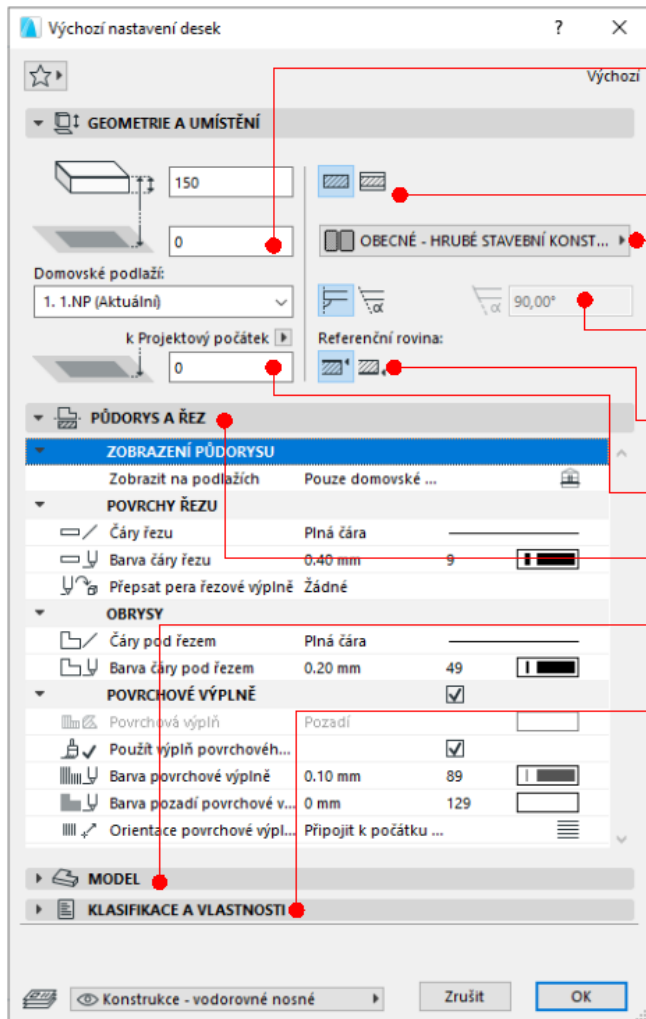 Výchozí nastavení desek ?
Výchozí
GEOMETRIE A UMÍSTĚNÍ
150
0
OBECNÉ - HRUBÉ STAVEBNÍ KONST...
Domovské podlaží:
1. 1.NP (Aktuální)
α α 90,00°
k Projektový počátek
Referenční rovina:
0
PŮDORYS A ŘEZ
ZOBRAZENÍ PŮDORYSU
Zobrazit na podlažích Pouze domovské ...
POVRCHY ŘEZU
Čáry řezu Plná čára
Barva čáry řezu 0.40 mm 9
Přepsat pera řezové výplně Žádné
OBRYSY
Čáry pod řezem Plná čára
Barva čáry pod řezem 0.20 mm 49
POVRCHOVÉ VÝPLNĚ
Povrchová výplň Pozadí
Použít výplň povrchovéh...
Barva povrchové výplně 0.10 mm 89
Barva pozadí povrchové v... 0 mm 129
Orientace povrchové výpl... Připojit k počátku ...
MODEL
KLASIFIKACE A VLASTNOSTI
Konstrukce - vodorovné nosné
Zrušit
OK